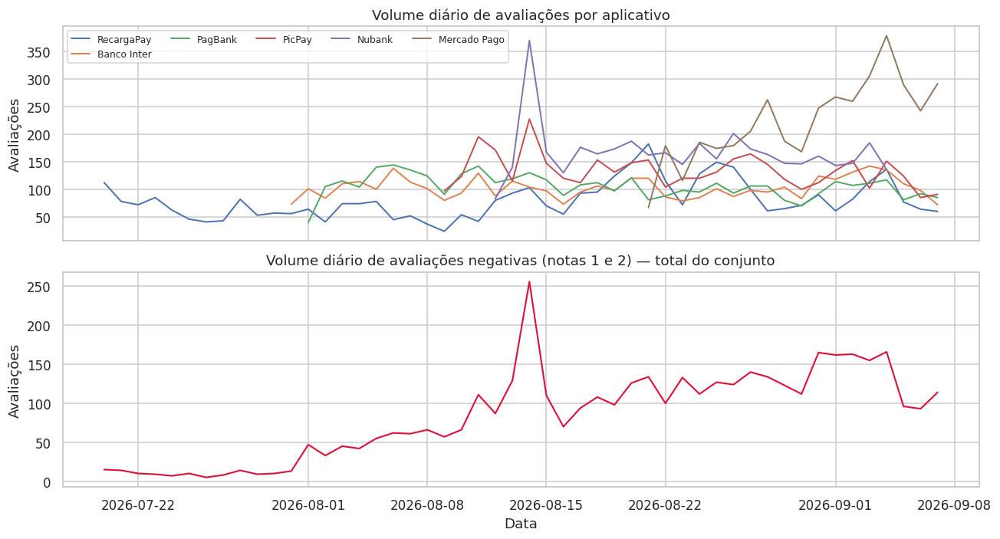 Volume diário de avaliações por aplicativo
RecargaPay PagBank PicPay Nubank Mercado Pago
Banco Inter
350
300
250
200
150
100
50
Avaliações
Volume diário de avaliações negativas (notas 1 e 2) — total do conjunto
250
200
150
100
50
0
Avaliações
2026-07-22 2026-08-01 2026-08-08 2026-08-15 2026-08-22 2026-09-01 2026-09-08
Data